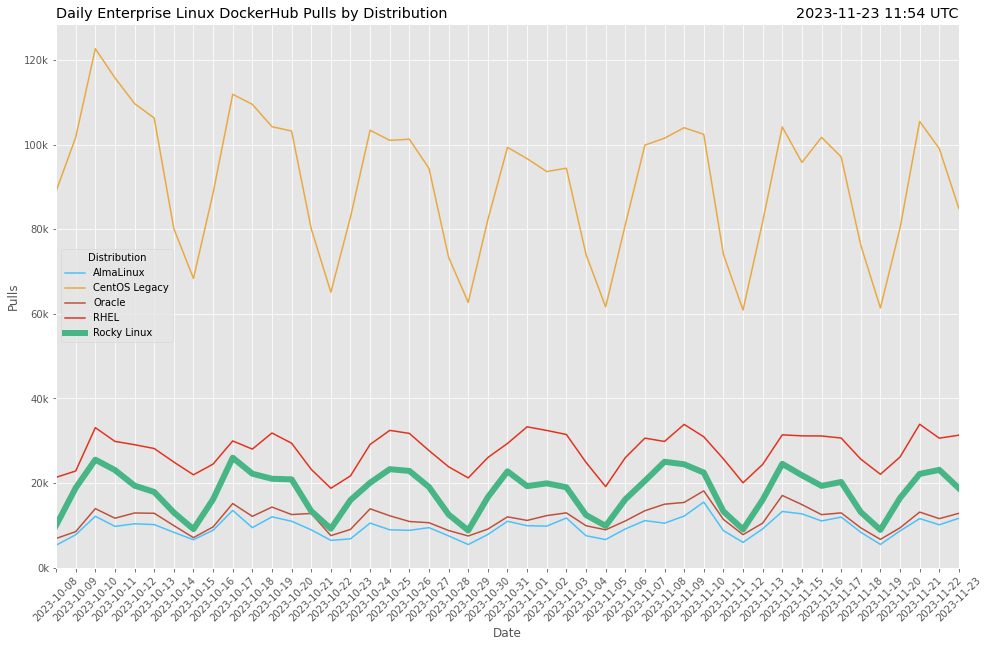 Daily Enterprise Linux DockerHub Pulls by Distribution
2023-11-23 11:54 UTC
120k
100k
80k
60k
40k
20k
0k
Pulls
Distribution
AlmaLinux
CentOS Legacy
Oracle
RHEL
Rocky Linux
2023-10-08
2023-10-09
2023-10-10
2023-10-11
2023-10-12
2023-10-13
2023-10-14
2023-10-15
2023-10-16
2023-10-17
2023-10-18
2023-10-19
2023-10-20
2023-10-21
2023-10-22
2023-10-23
2023-10-24
2023-10-25
2023-10-26
2023-10-27
2023-10-28
2023-10-29
2023-10-30
2023-10-31
2023-11-01
2023-11-02
2023-11-03
2023-11-04
2023-11-05
2023-11-06
2023-11-07
2023-11-08
2023-11-09
2023-11-10
2023-11-11
2023-11-12
2023-11-13
2023-11-14
2023-11-15
2023-11-16
2023-11-17
2023-11-18
2023-11-19
2023-11-20
2023-11-21
2023-11-22
2023-11-23
Date